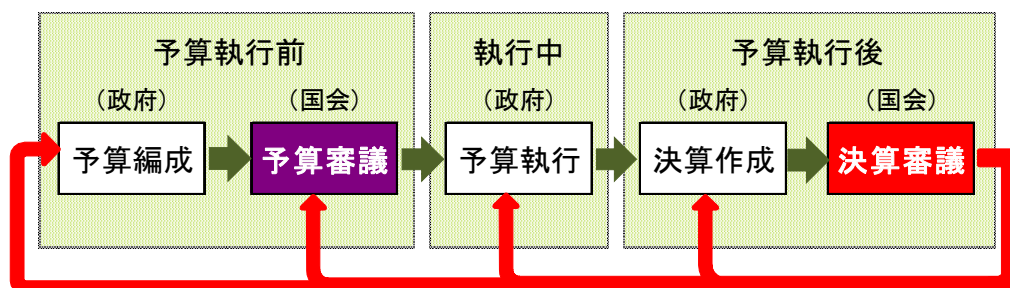 予算執行前
執行中
予算執行後
（政府）
（国会）
（政府）
（政府）
（国会）
予算編成
予算審議
予算執行
決算作成
決算審議